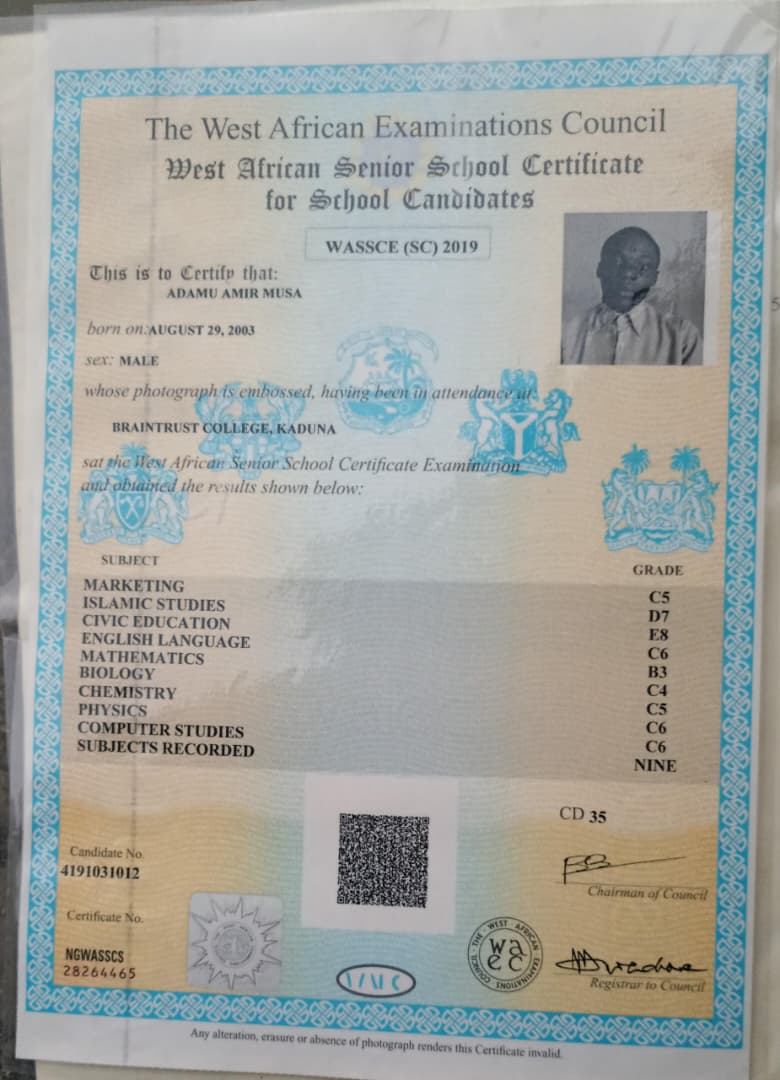 The West African Examinations Council
West African Senior School Certificate
for School Candidates
WASSCE (SC) 2019
This is to Certify that:
ADAMU AMIR MUSA
born on: AUGUST 29, 2003
sex: MALE
whose photograph is embossed, having been in attendance at
BRAINTRUST COLLEGE, KADUNA
sat the West African Senior School Certificate Examination
and obtained the results shown below:
SUBJECT GRADE
MARKETING C5
ISLAMIC STUDIES D7
CIVIC EDUCATION E8
ENGLISH LANGUAGE C6
MATHEMATICS B3
BIOLOGY C4
CHEMISTRY C5
PHYSICS C6
COMPUTER STUDIES C6
SUBJECTS RECORDED NINE
CD 35
Candidate No.
4191031012
Chairman of Council
Certificate No.
NGWASSCS
28264465
THE WEST AFRICAN EXAMINATIONS COUNCIL
waec
Registrar to Council
Any alteration, erasure or absence of photograph renders this Certificate invalid.